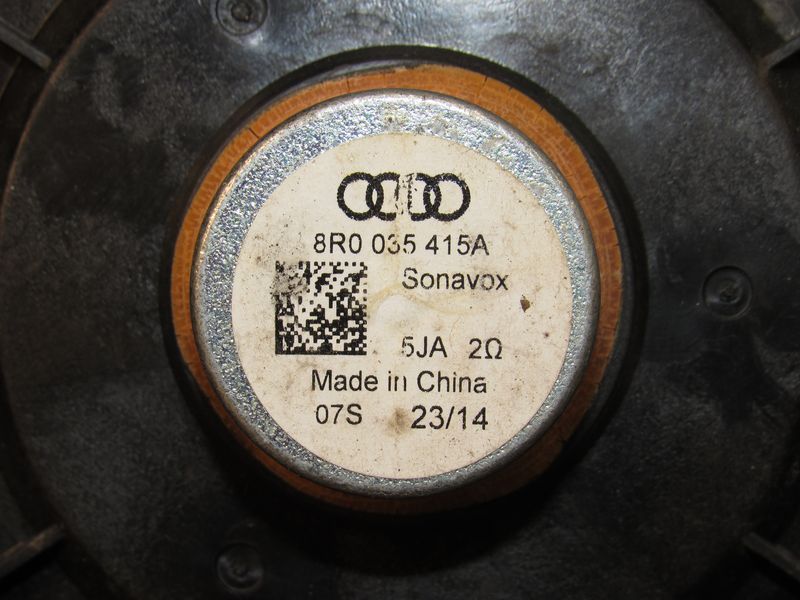 8R0 035 415A
Sonavox
5JA 2Ω
Made in China
07S 23/14